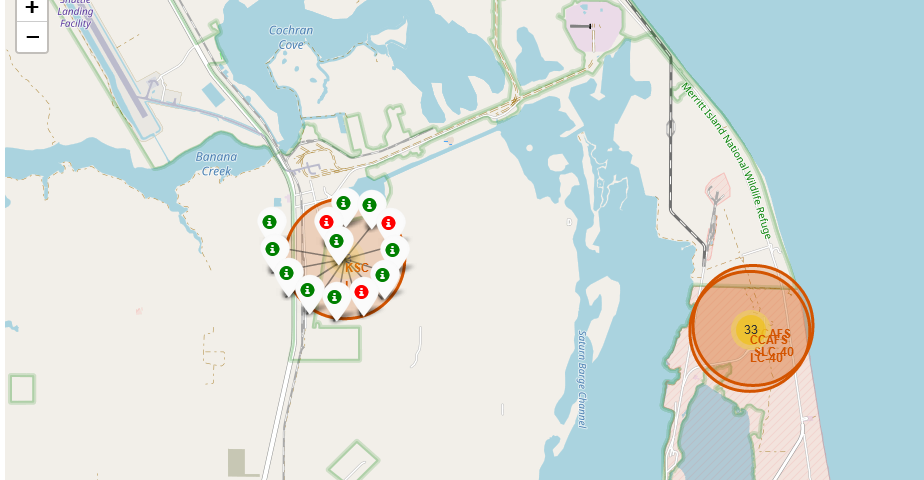 +
Shuttle
Landing
Facility
−
Cochran
Cove
Banana
Creek
Merritt Island National Wildlife Refuge
KSC
L
33
AFS
CCAFS
SLC-40
LC-40
Saturn Barge Channel